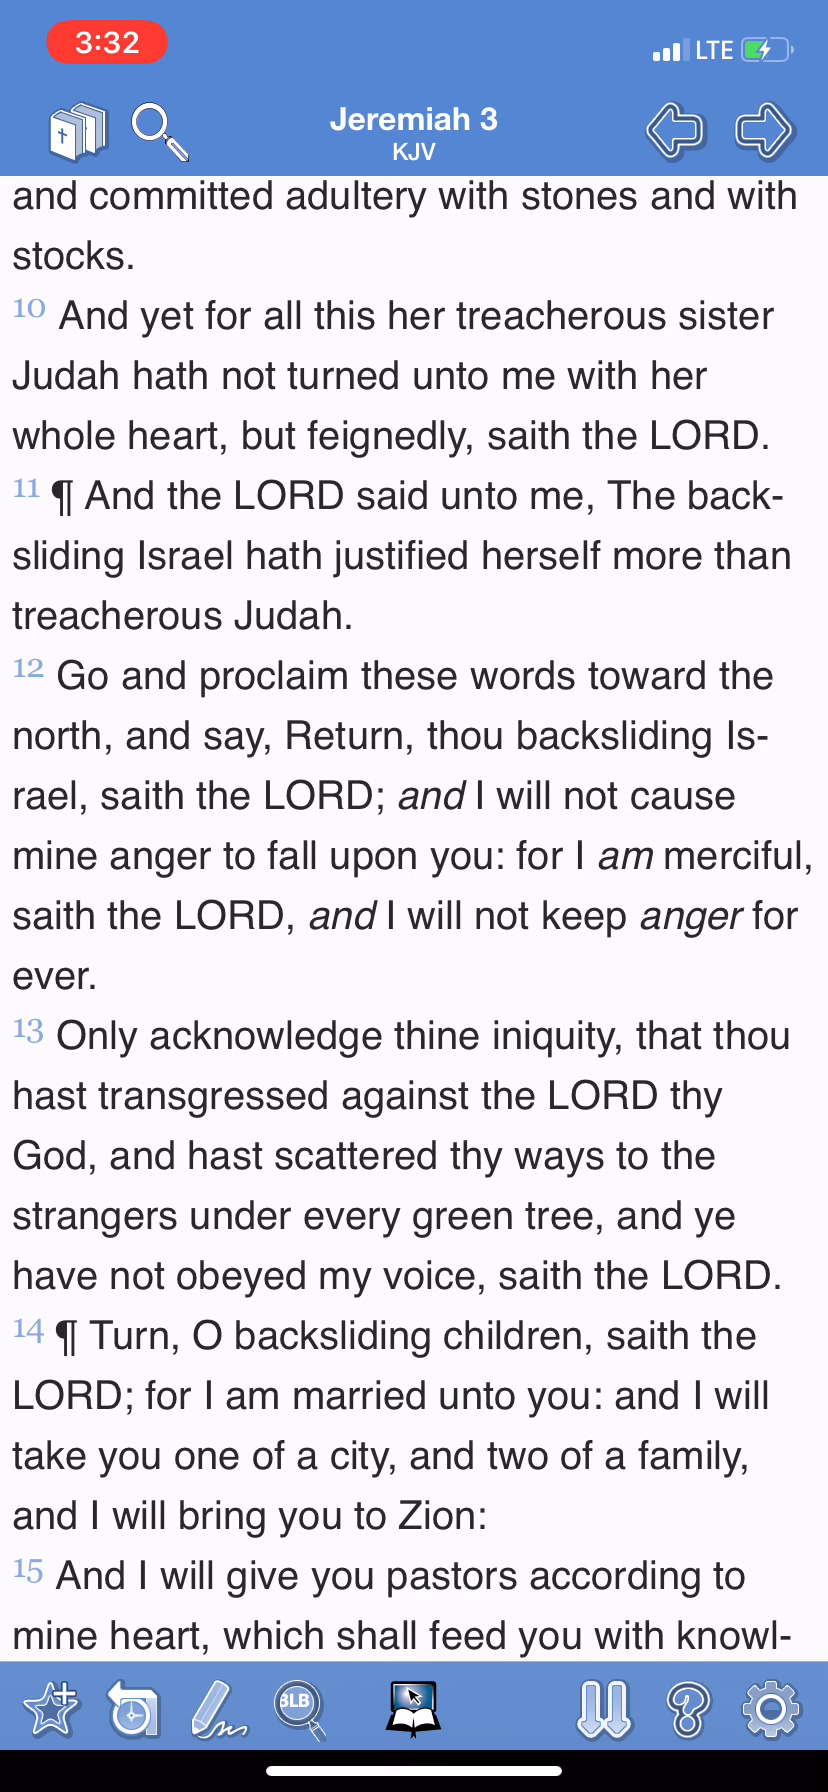 3:32
LTE
Jeremiah 3
KJV
and committed adultery with stones and with
stocks.
10 And yet for all this her treacherous sister
Judah hath not turned unto me with her
whole heart, but feignedly, saith the LORD.
11 ¶ And the LORD said unto me, The back-
sliding Israel hath justified herself more than
treacherous Judah.
12 Go and proclaim these words toward the
north, and say, Return, thou backsliding Is-
rael, saith the LORD; and I will not cause
mine anger to fall upon you: for I am merciful,
saith the LORD, and I will not keep anger for
ever.
13 Only acknowledge thine iniquity, that thou
hast transgressed against the LORD thy
God, and hast scattered thy ways to the
strangers under every green tree, and ye
have not obeyed my voice, saith the LORD.
14 ¶ Turn, O backsliding children, saith the
LORD; for I am married unto you: and I will
take you one of a city, and two of a family,
and I will bring you to Zion:
15 And I will give you pastors according to
mine heart, which shall feed you with knowl-
BLB